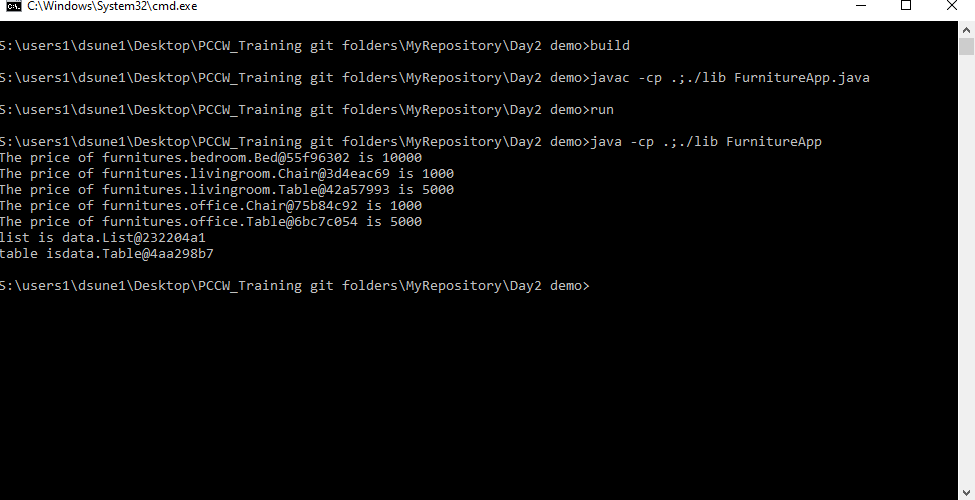 C:\Windows\System32\cmd.exe
S:\users1\dsune1\Desktop\PCCW_Training git folders\MyRepository\Day2 demo>build
S:\users1\dsune1\Desktop\PCCW_Training git folders\MyRepository\Day2 demo>javac -cp .;./lib FurnitureApp.java
S:\users1\dsune1\Desktop\PCCW_Training git folders\MyRepository\Day2 demo>run
S:\users1\dsune1\Desktop\PCCW_Training git folders\MyRepository\Day2 demo>java -cp .;./lib FurnitureApp
The price of furnitures.bedroom.Bed@55f96302 is 10000
The price of furnitures.livingroom.Chair@3d4eac69 is 1000
The price of furnitures.livingroom.Table@42a57993 is 5000
The price of furnitures.office.Chair@75b84c92 is 1000
The price of furnitures.office.Table@6bc7c054 is 5000
list is data.List@232204a1
table isdata.Table@4aa298b7
S:\users1\dsune1\Desktop\PCCW_Training git folders\MyRepository\Day2 demo>